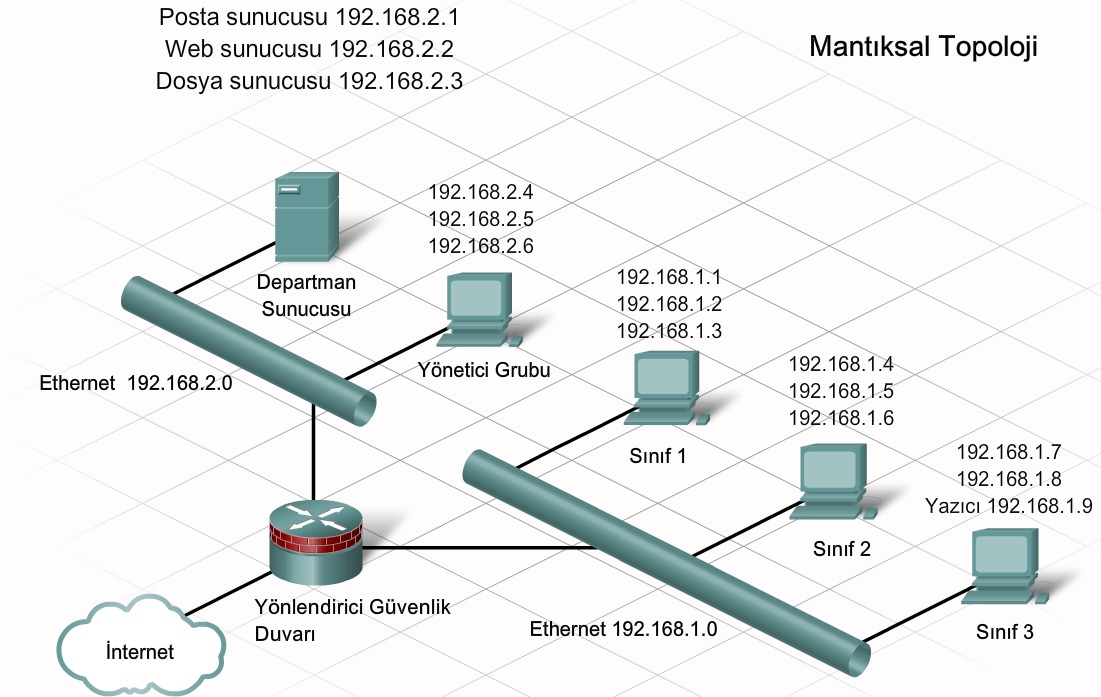 Posta sunucusu 192.168.2.1
Web sunucusu 192.168.2.2
Dosya sunucusu 192.168.2.3
Mantıksal Topoloji
192.168.2.4
192.168.2.5
192.168.2.6
Departman
Sunucusu
192.168.1.1
192.168.1.2
192.168.1.3
Yönetici Grubu
Ethernet 192.168.2.0
192.168.1.4
192.168.1.5
192.168.1.6
Sınıf 1
192.168.1.7
192.168.1.8
Yazıcı 192.168.1.9
Sınıf 2
Yönlendirici Güvenlik
Duvarı
Ethernet 192.168.1.0
Sınıf 3
İnternet